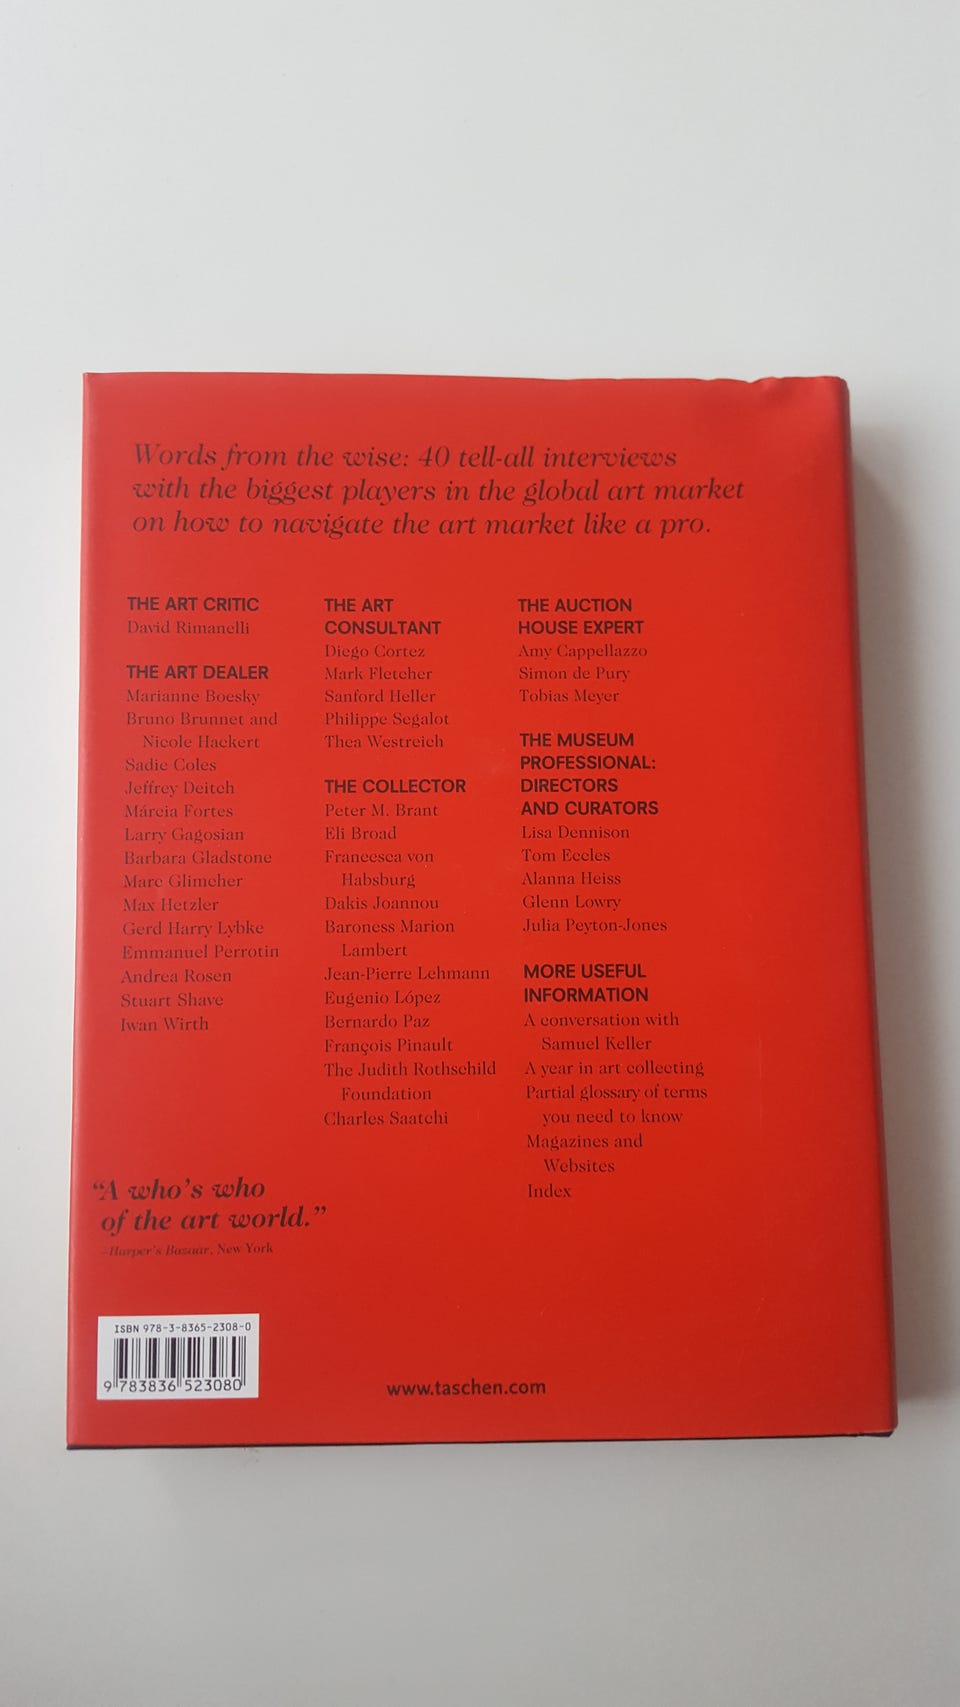 Words from the wise: 40 tell-all interviews
with the biggest players in the global art market
on how to navigate the art market like a pro.
THE ART CRITIC
David Rimanelli
THE ART DEALER
Marianne Boesky
Bruno Brunnet and
Nicole Hackert
Sadie Coles
Jeffrey Deitch
Márcia Fortes
Larry Gagosian
Barbara Gladstone
Marc Glimcher
Max Hetzler
Gerd Harry Lybke
Emmanuel Perrotin
Andrea Rosen
Stuart Shave
Iwan Wirth
THE ART
CONSULTANT
Diego Cortez
Mark Fletcher
Sanford Heller
Philippe Segalot
Thea Westreich
THE COLLECTOR
Peter M. Brant
Eli Broad
Francesca von
Habsburg
Dakis Joannou
Baroness Marion
Lambert
Jean-Pierre Lehmann
Eugenio López
Bernardo Paz
François Pinault
The Judith Rothschild
Foundation
Charles Saatchi
THE AUCTION
HOUSE EXPERT
Amy Cappellazzo
Simon de Pury
Tobias Meyer
THE MUSEUM
PROFESSIONAL:
DIRECTORS
AND CURATORS
Lisa Dennison
Tom Eccles
Alanna Heiss
Glenn Lowry
Julia Peyton-Jones
MORE USEFUL
INFORMATION
A conversation with
Samuel Keller
A year in art collecting
Partial glossary of terms
you need to know
Magazines and
Websites
Index
“A who’s who
of the art world.”
–Harper’s Bazaar, New York
ISBN 978-3-8365-2308-0
9 783836 523080
www.taschen.com